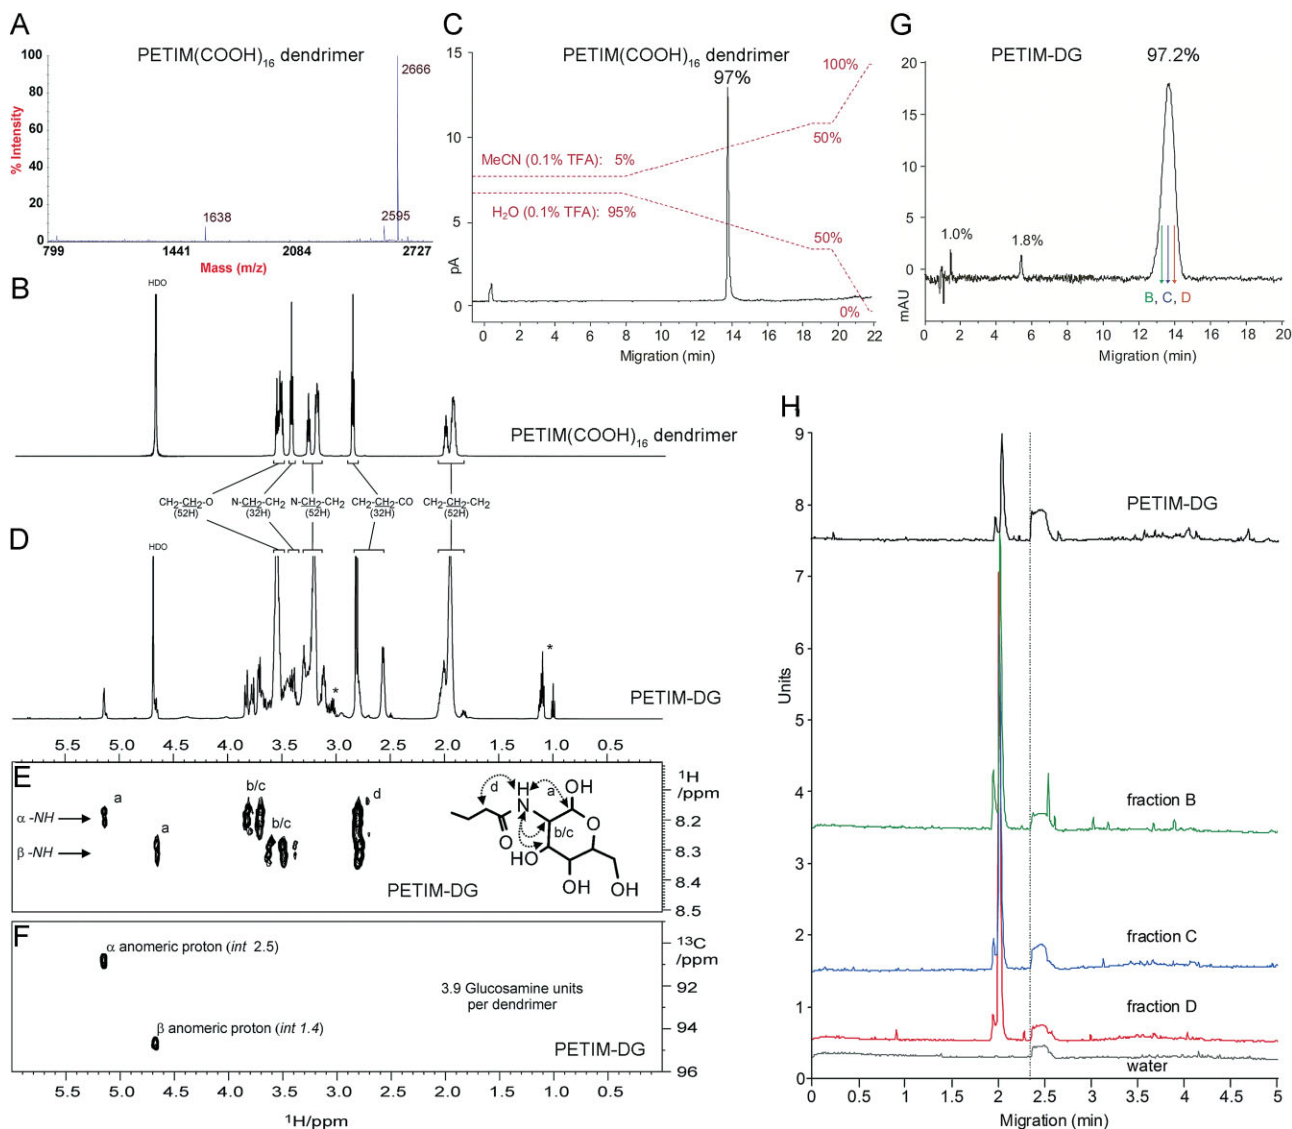 A
PETIM(COOH)₁₆ dendrimer
100
80
60
40
20
0
% Intensity
2666
1638
2595
799
1441
2084
2727
Mass (m/z)
B
HDO
PETIM(COOH)₁₆ dendrimer
CH₂-CH₂-O
(52H)
N-CH₂-CH₂
(32H)
N-CH₂-CH₂
(52H)
CH₂-CH₂-CO
(32H)
CH₂-CH₂-CH₂
(52H)
C
PETIM(COOH)₁₆ dendrimer
97%
15
10
5
0
pA
100%
50%
MeCN (0.1% TFA): 5%
H₂O (0.1% TFA): 95%
50%
0%
0 2 4 6 8 10 12 14 16 18 20 22
Migration (min)
D
HDO
*
*
PETIM-DG
5.5 5.0 4.5 4.0 3.5 3.0 2.5 2.0 1.5 1.0 0.5
E
¹H
/ppm
a
b/c
d
α -NH
8.2
a
b/c
β -NH
8.3
8.4
8.5
PETIM-DG
d
H
N
a
OH
O
O
b/c
HO
OH
OH
F
α anomeric proton (int 2.5)
¹³C
/ppm
92
94
96
3.9 Glucosamine units
per dendrimer
β anomeric proton (int 1.4)
PETIM-DG
5.5 5.0 4.5 4.0 3.5 3.0 2.5 2.0 1.5 1.0 0.5
¹H/ppm
G
PETIM-DG
97.2%
20
15
10
5
0
mAU
1.0%
1.8%
B, C, D
0 2 4 6 8 10 12 14 16 18 20
Migration (min)
H
9
8
7
6
5
4
3
2
1
0
Units
PETIM-DG
fraction B
fraction C
fraction D
water
0 0.5 1 1.5 2 2.5 3 3.5 4 4.5 5
Migration (min)